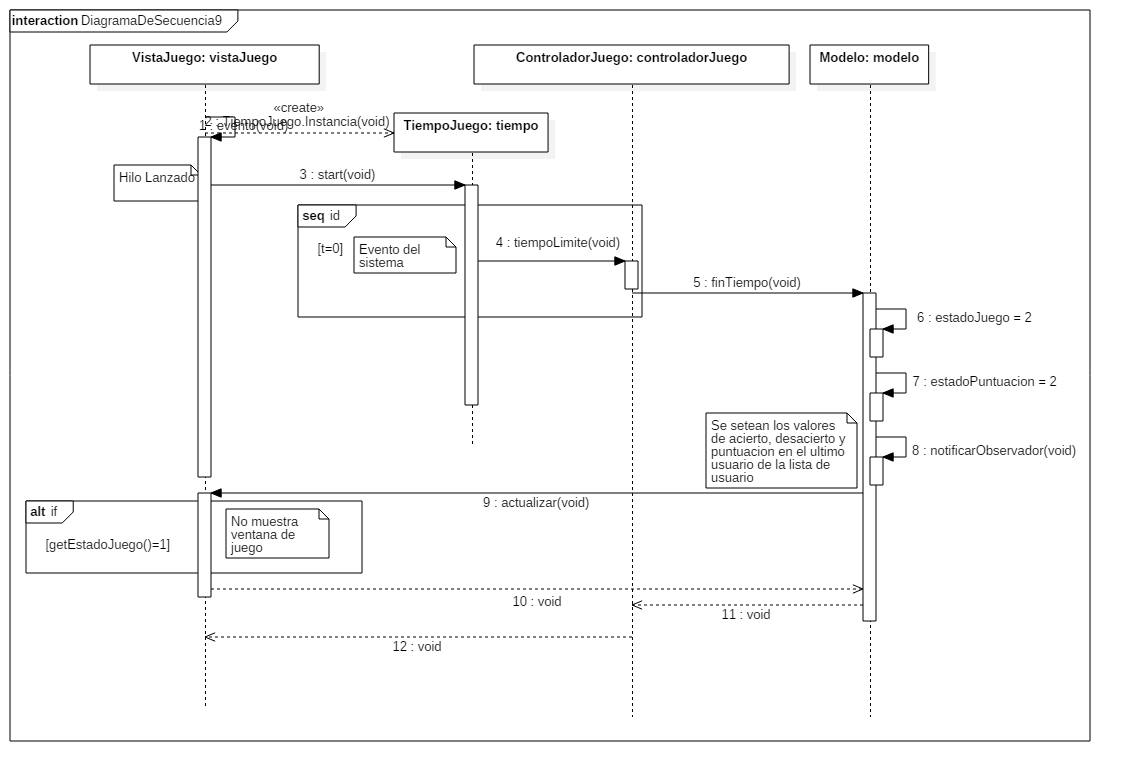 interaction DiagramaDeSecuencia9
VistaJuego: vistaJuego
ControladorJuego: controladorJuego
Modelo: modelo
«create»
2 : TiempoJuego.Instancia(void)
1 : evento(void)
TiempoJuego: tiempo
Hilo Lanzado
3 : start(void)
seq id
[t=0]
Evento del
sistema
4 : tiempoLimite(void)
5 : finTiempo(void)
6 : estadoJuego = 2
7 : estadoPuntuacion = 2
Se setean los valores
de acierto, desacierto y
puntuacion en el ultimo
usuario de la lista de
usuario
8 : notificarObservador(void)
9 : actualizar(void)
alt if
[getEstadoJuego()=1]
No muestra
ventana de
juego
10 : void
11 : void
12 : void